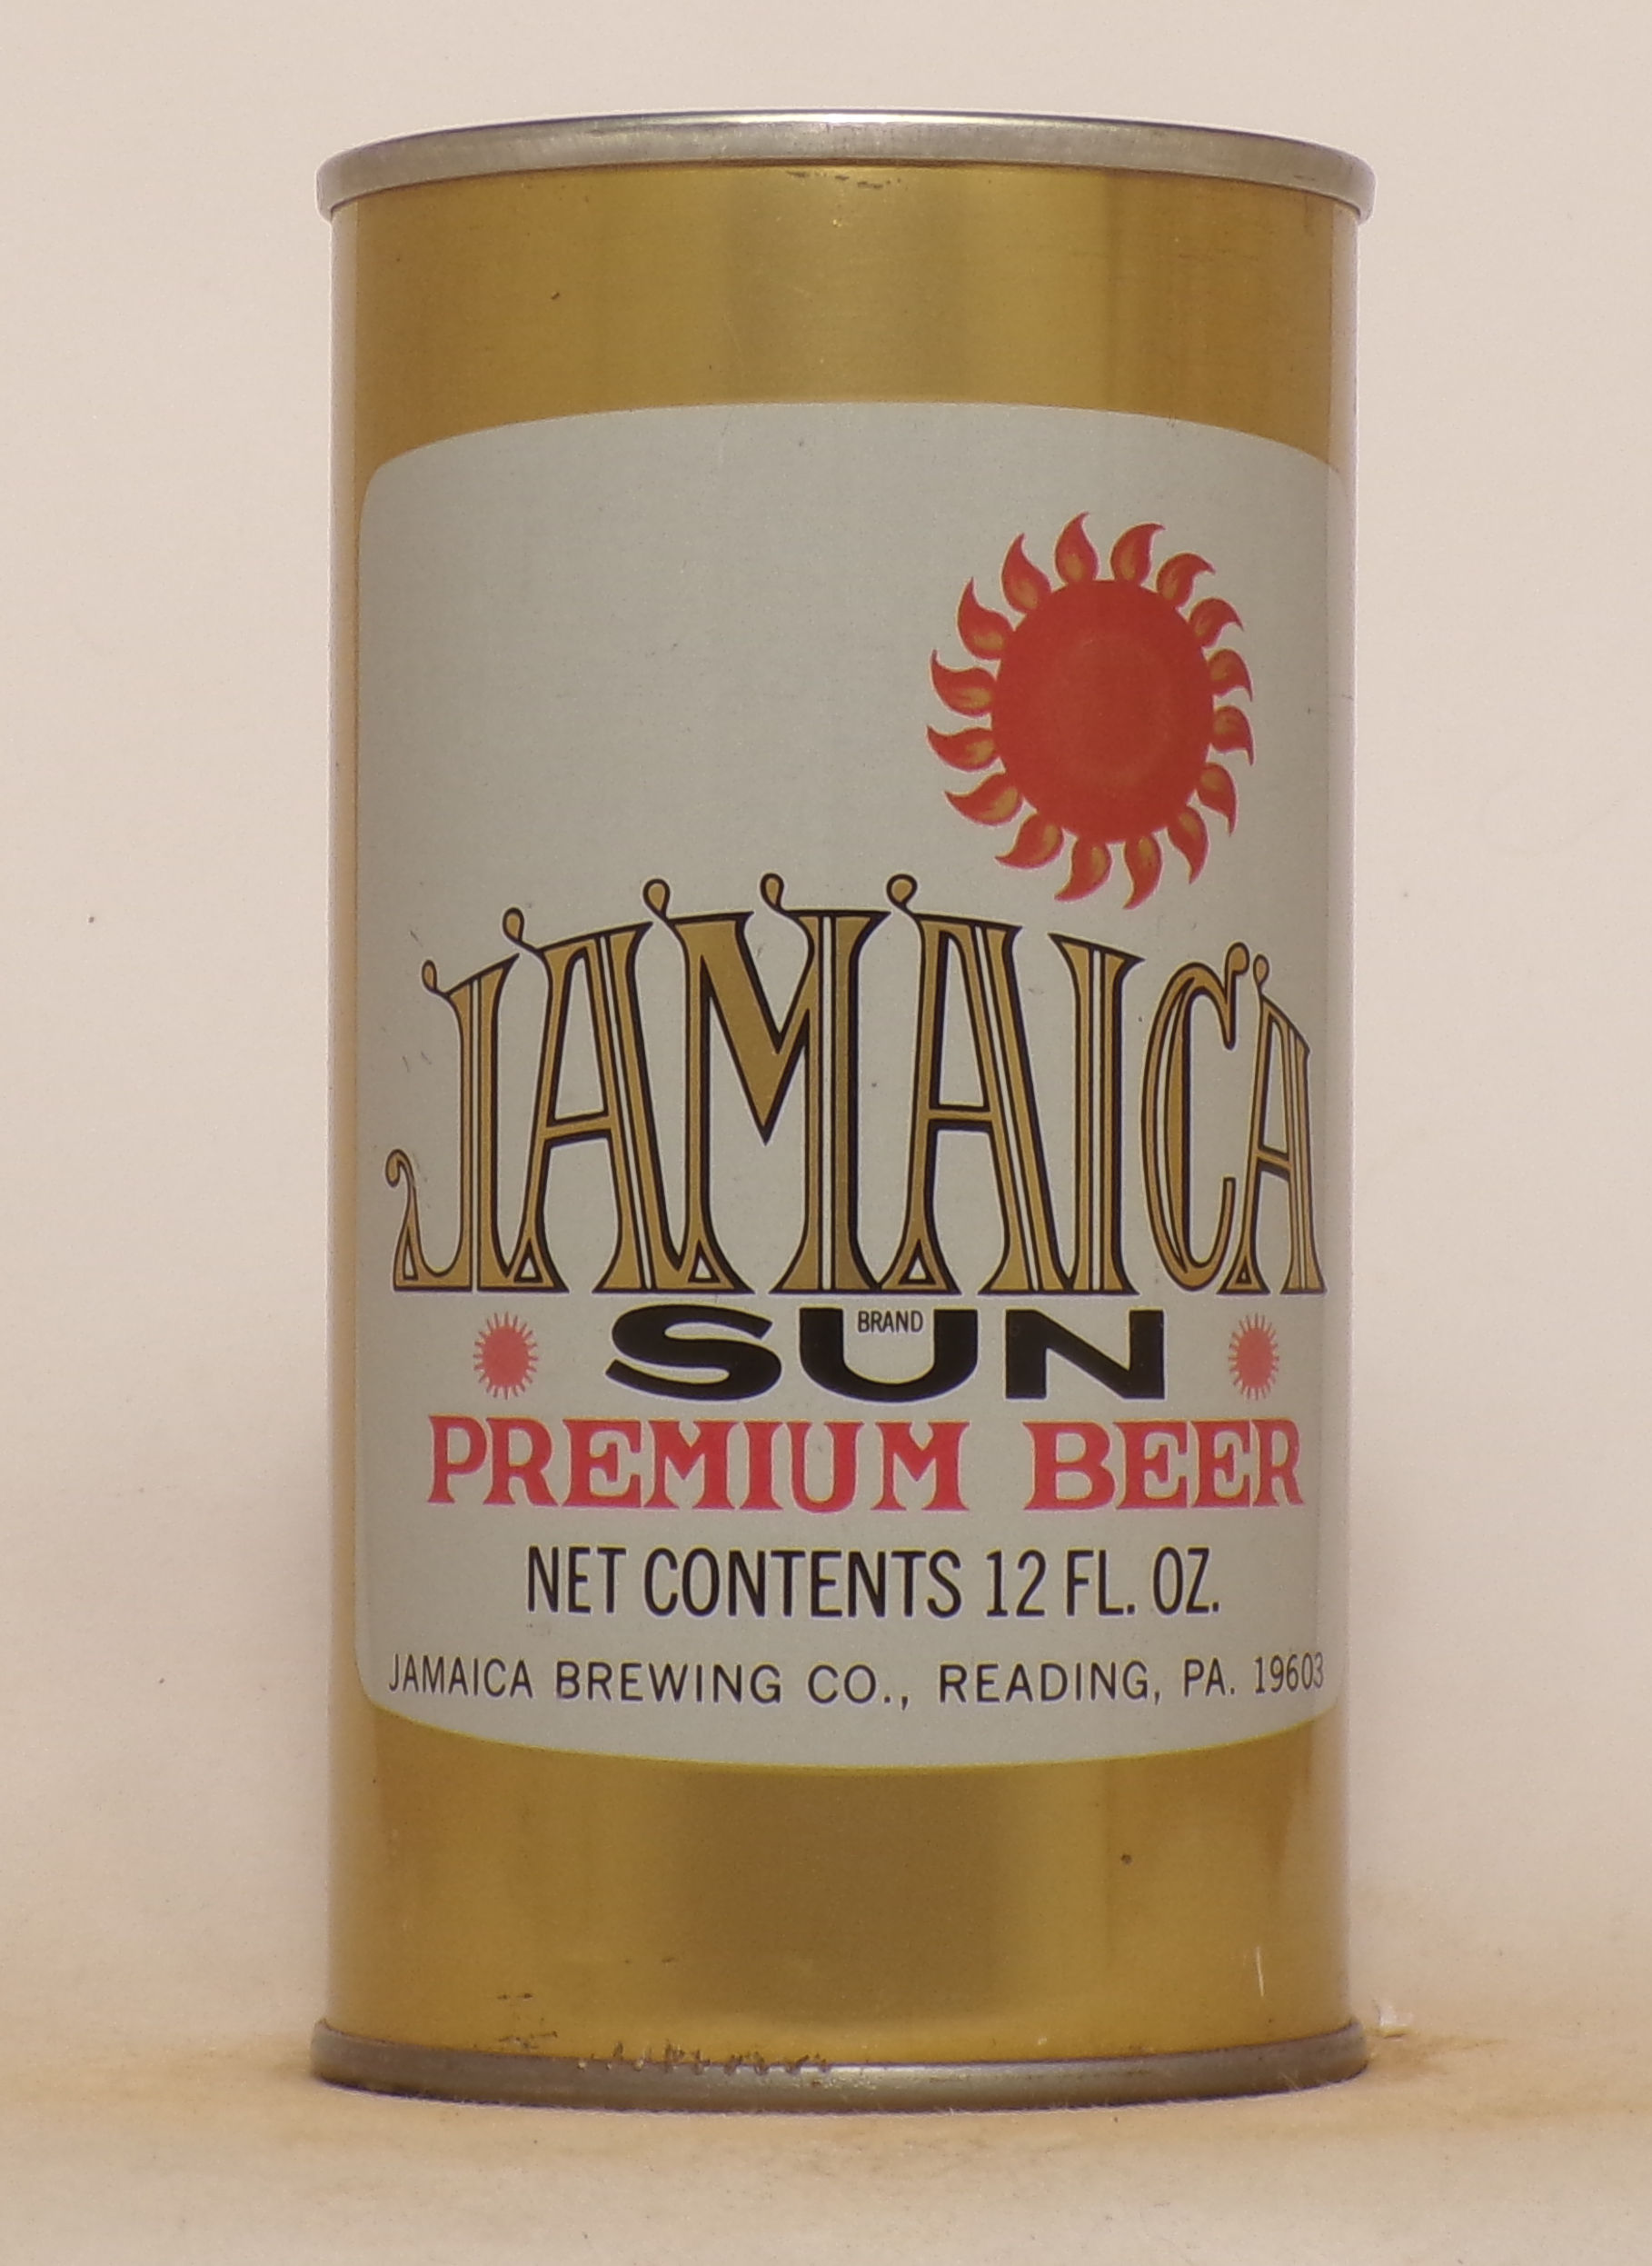 JAMAICA
SUN
BRAND
PREMIUM BEER
NET CONTENTS 12 FL. OZ.
JAMAICA BREWING CO., READING, PA. 19603